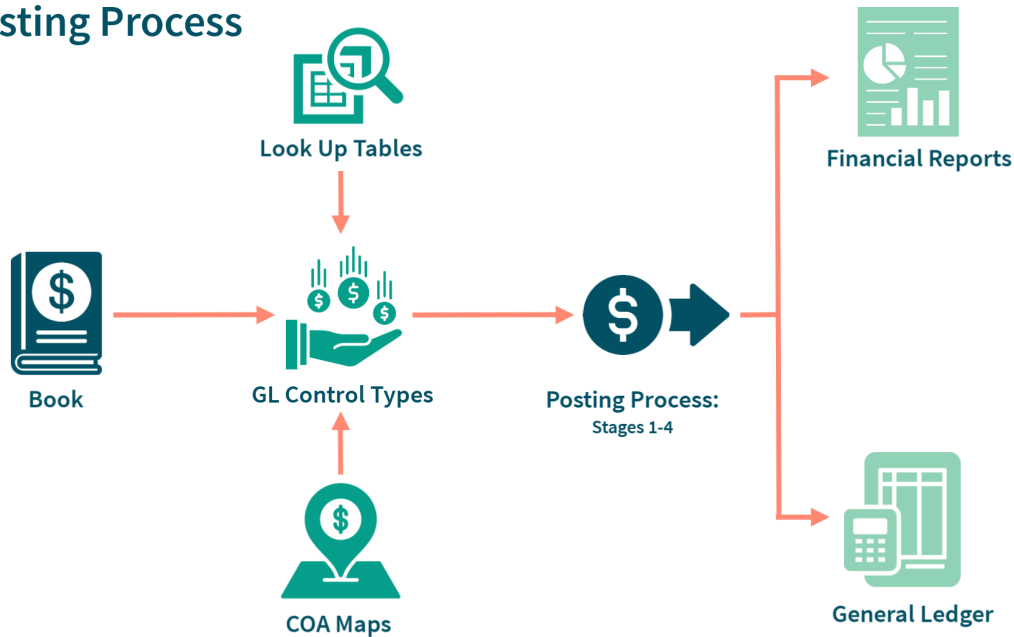 sting Process
Look Up Tables
Financial Reports
$
$
$
$
$
Book
GL Control Types
Posting Process:
Stages 1-4
$
COA Maps
General Ledger